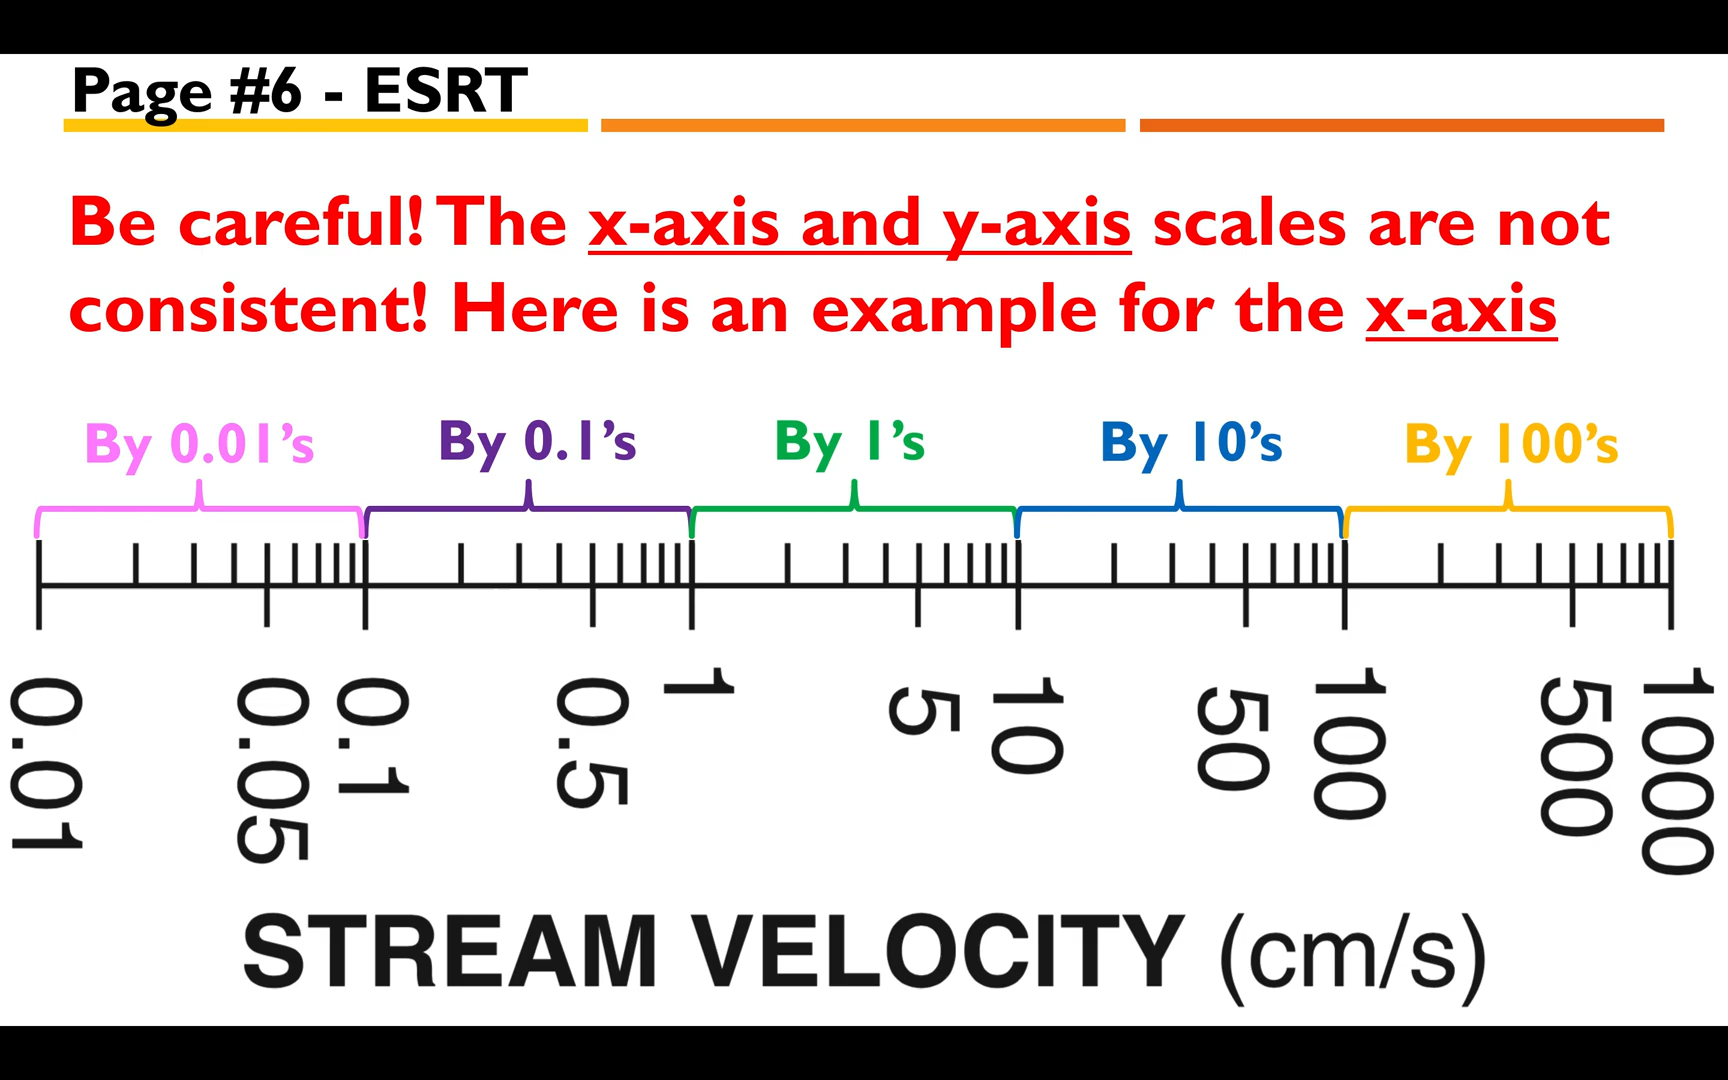 Page #6 - ESRT
Be careful! The x-axis and y-axis scales are not
consistent! Here is an example for the x-axis
By 0.01’s By 0.1’s By 1’s By 10’s By 100’s
0.01 0.05 0.1 0.5 1 5 10 50 100 500 1000
STREAM VELOCITY (cm/s)